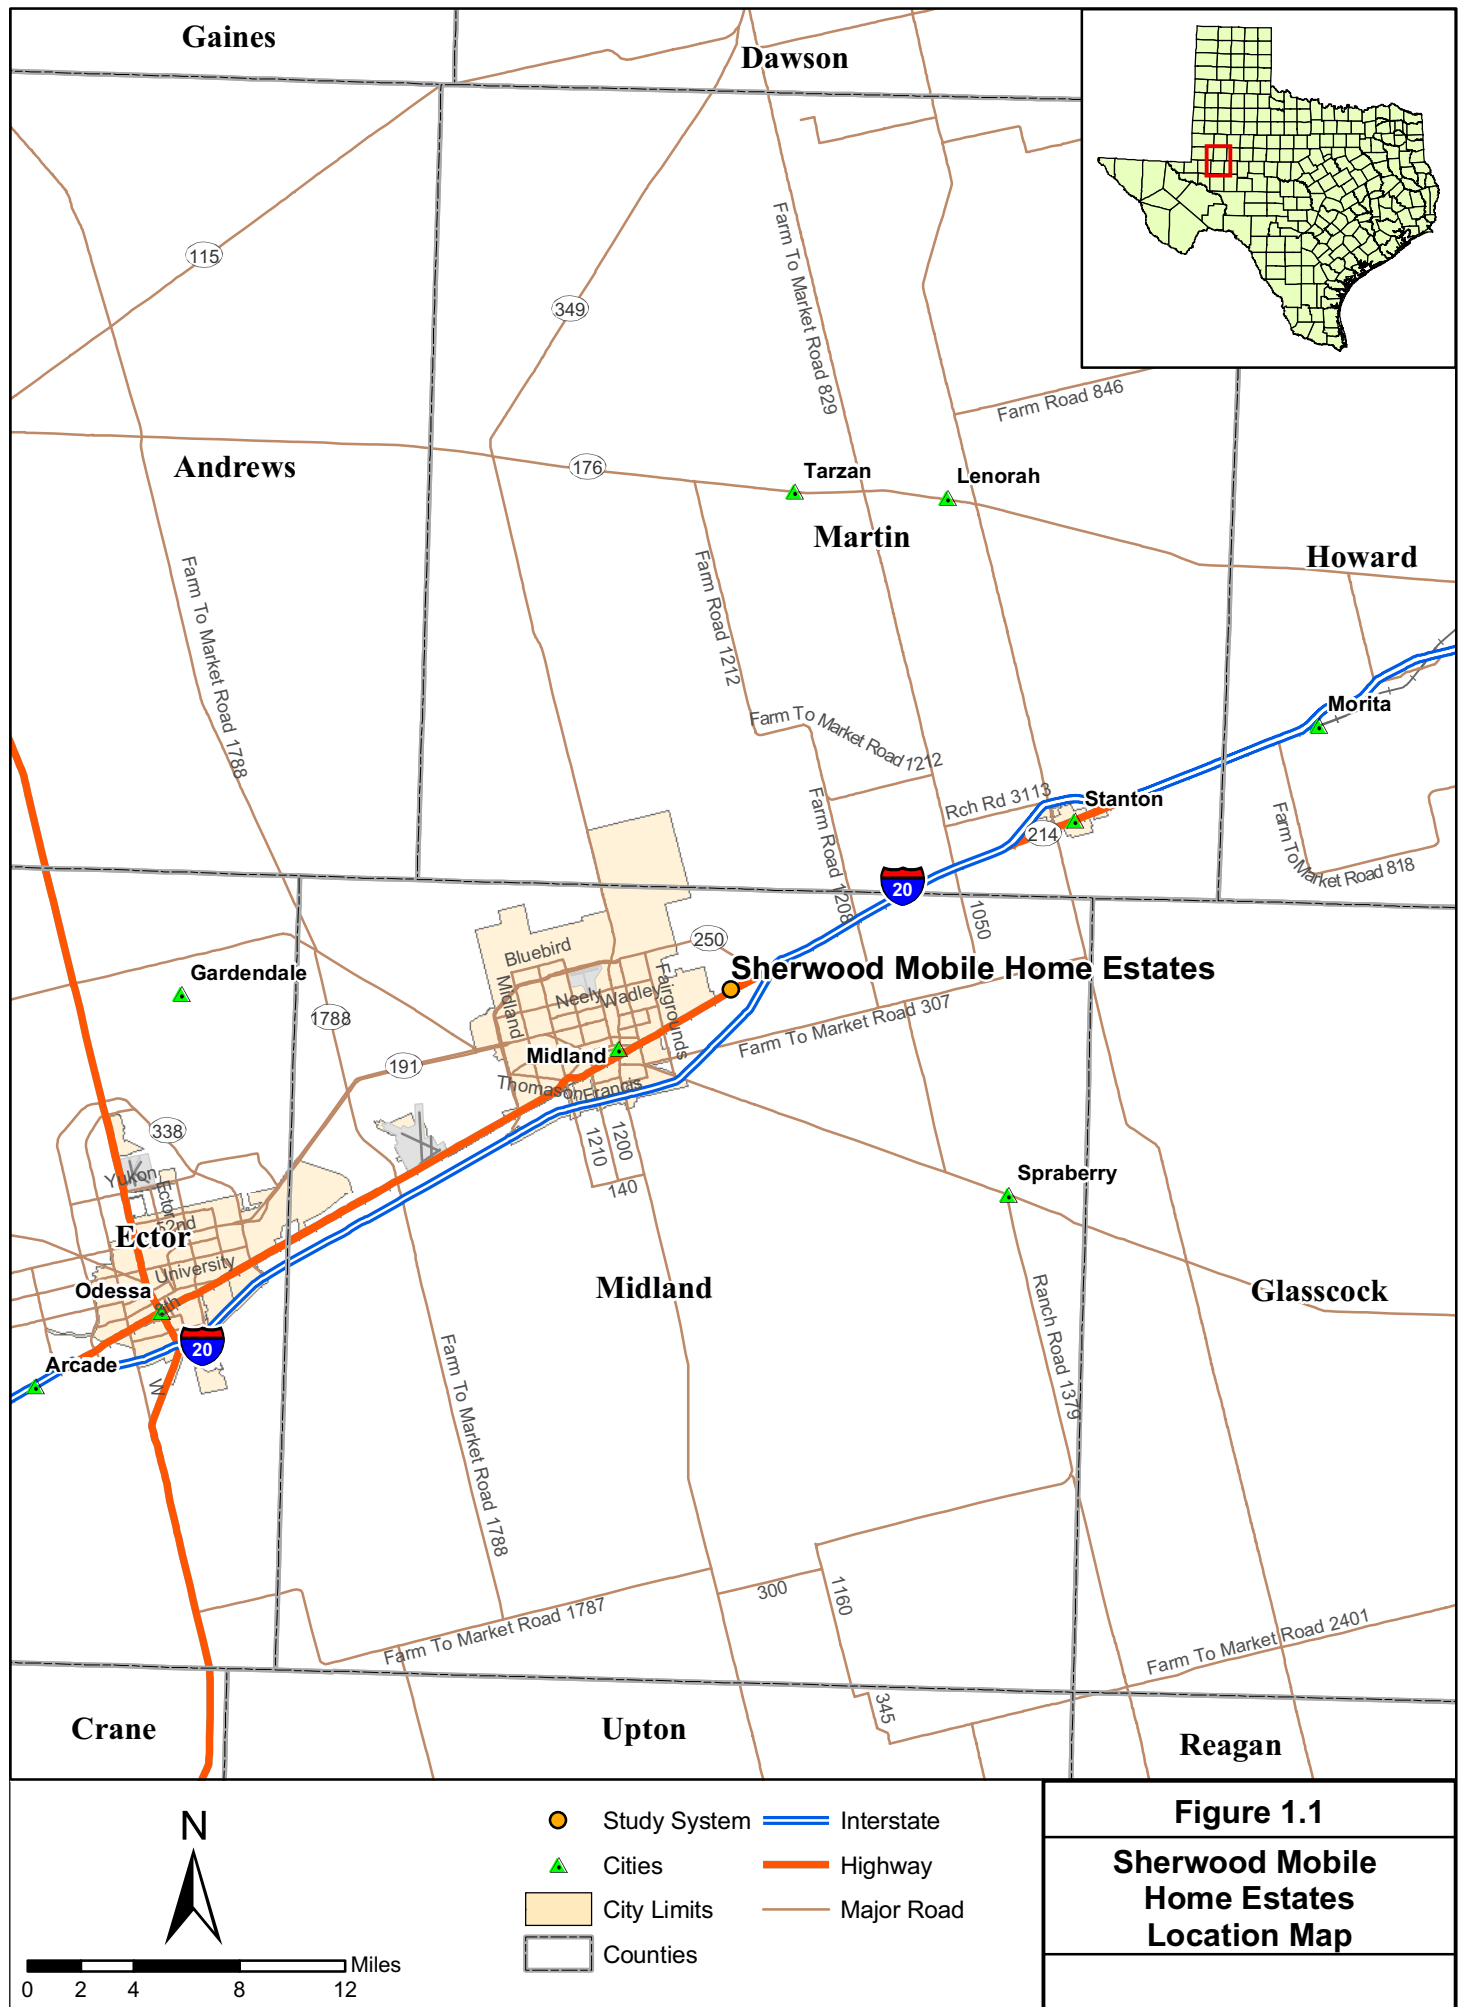 Gaines
Dawson
115
349
Farm To Market Road 829
Farm Road 846
Andrews
176
Tarzan
Lenorah
Martin
Howard
Farm To Market Road 1788
Farm Road 1212
Farm To Market Road 1212
Morita
Rch Rd 3113
Stanton
214
Farm Road 1208
Farm To Market Road 818
20
1050
250
Bluebird
Gardendale
Sherwood Mobile Home Estates
Midland
Neely
Wadley
Fairgrounds
1788
Farm To Market Road 307
191
Midland
Thomason
Francis
338
1210
1200
140
Yukon
Ector
Spraberry
52nd
Ector
University
Midland
Glasscock
Odessa
8th
Ranch Road 1379
20
Arcade
W
Farm To Market Road 1788
300
1160
Farm To Market Road 1787
Farm To Market Road 2401
345
Crane
Upton
Reagan
N
Miles
0 2 4 8 12
Study System
Cities
City Limits
Counties
Interstate
Highway
Major Road
Figure 1.1
Sherwood Mobile
Home Estates
Location Map